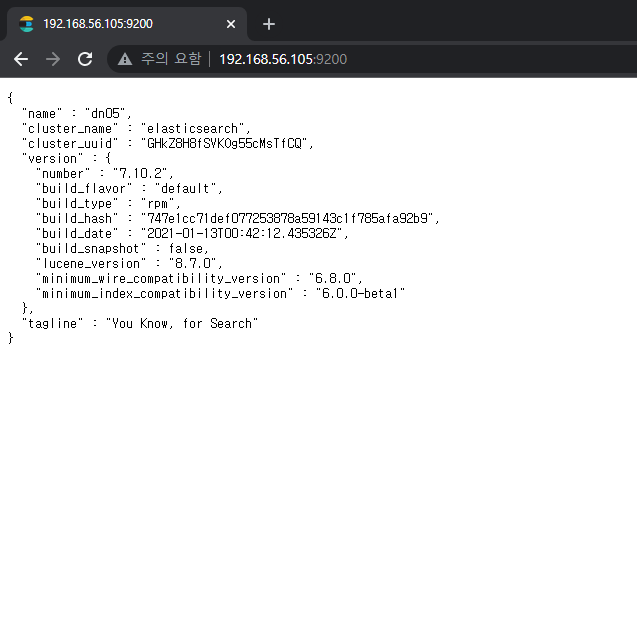 192.168.56.105:9200
주의 요함 192.168.56.105:9200
{
"name" : "dn05",
"cluster_name" : "elasticsearch",
"cluster_uuid" : "GHkZ8H8fSVKOg55cMsTfCQ",
"version" : {
"number" : "7.10.2",
"build_flavor" : "default",
"build_type" : "rpm",
"build_hash" : "747e1cc71def077253878a59143c1f785afa92b9",
"build_date" : "2021-01-13T00:42:12.435326Z",
"build_snapshot" : false,
"lucene_version" : "8.7.0",
"minimum_wire_compatibility_version" : "6.8.0",
"minimum_index_compatibility_version" : "6.0.0-beta1"
},
"tagline" : "You Know, for Search"
}